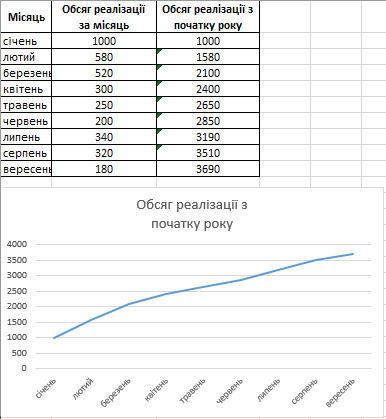 Місяць Обсяг реалізації за місяць Обсяг реалізації з початку року
січень 1000 1000
лютий 580 1580
березень 520 2100
квітень 300 2400
травень 250 2650
червень 200 2850
липень 340 3190
серпень 320 3510
вересень 180 3690
Обсяг реалізації з
початку року
4000
3500
3000
2500
2000
1500
1000
500
0
січень лютий березень квітень травень червень липень серпень вересень